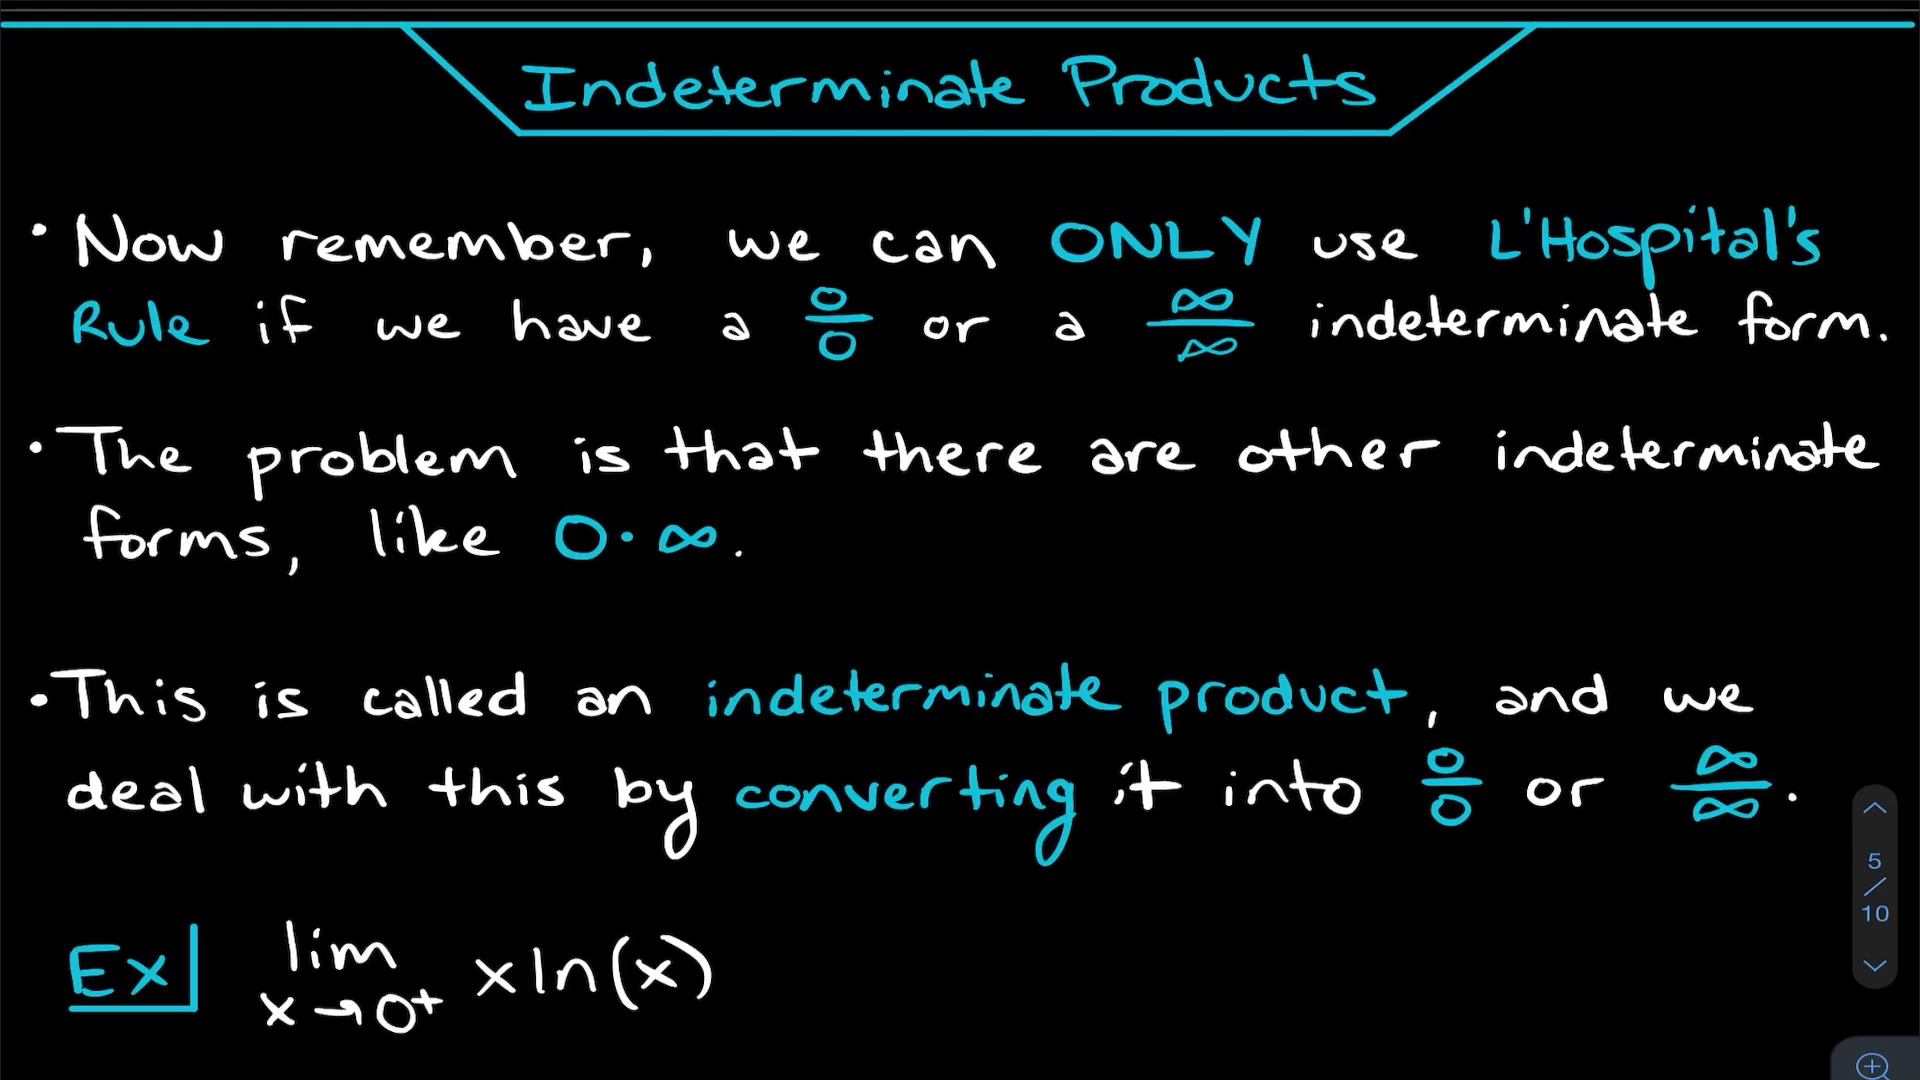 Indeterminate Products
• Now remember, we can ONLY use L'Hospital's
Rule if we have a 0/0 or a ∞/∞ indeterminate form.
• The problem is that there are other indeterminate
forms, like 0·∞.
• This is called an indeterminate product, and we
deal with this by converting it into 0/0 or ∞/∞.
Ex lim x→0⁺ x ln(x)
5
/
10